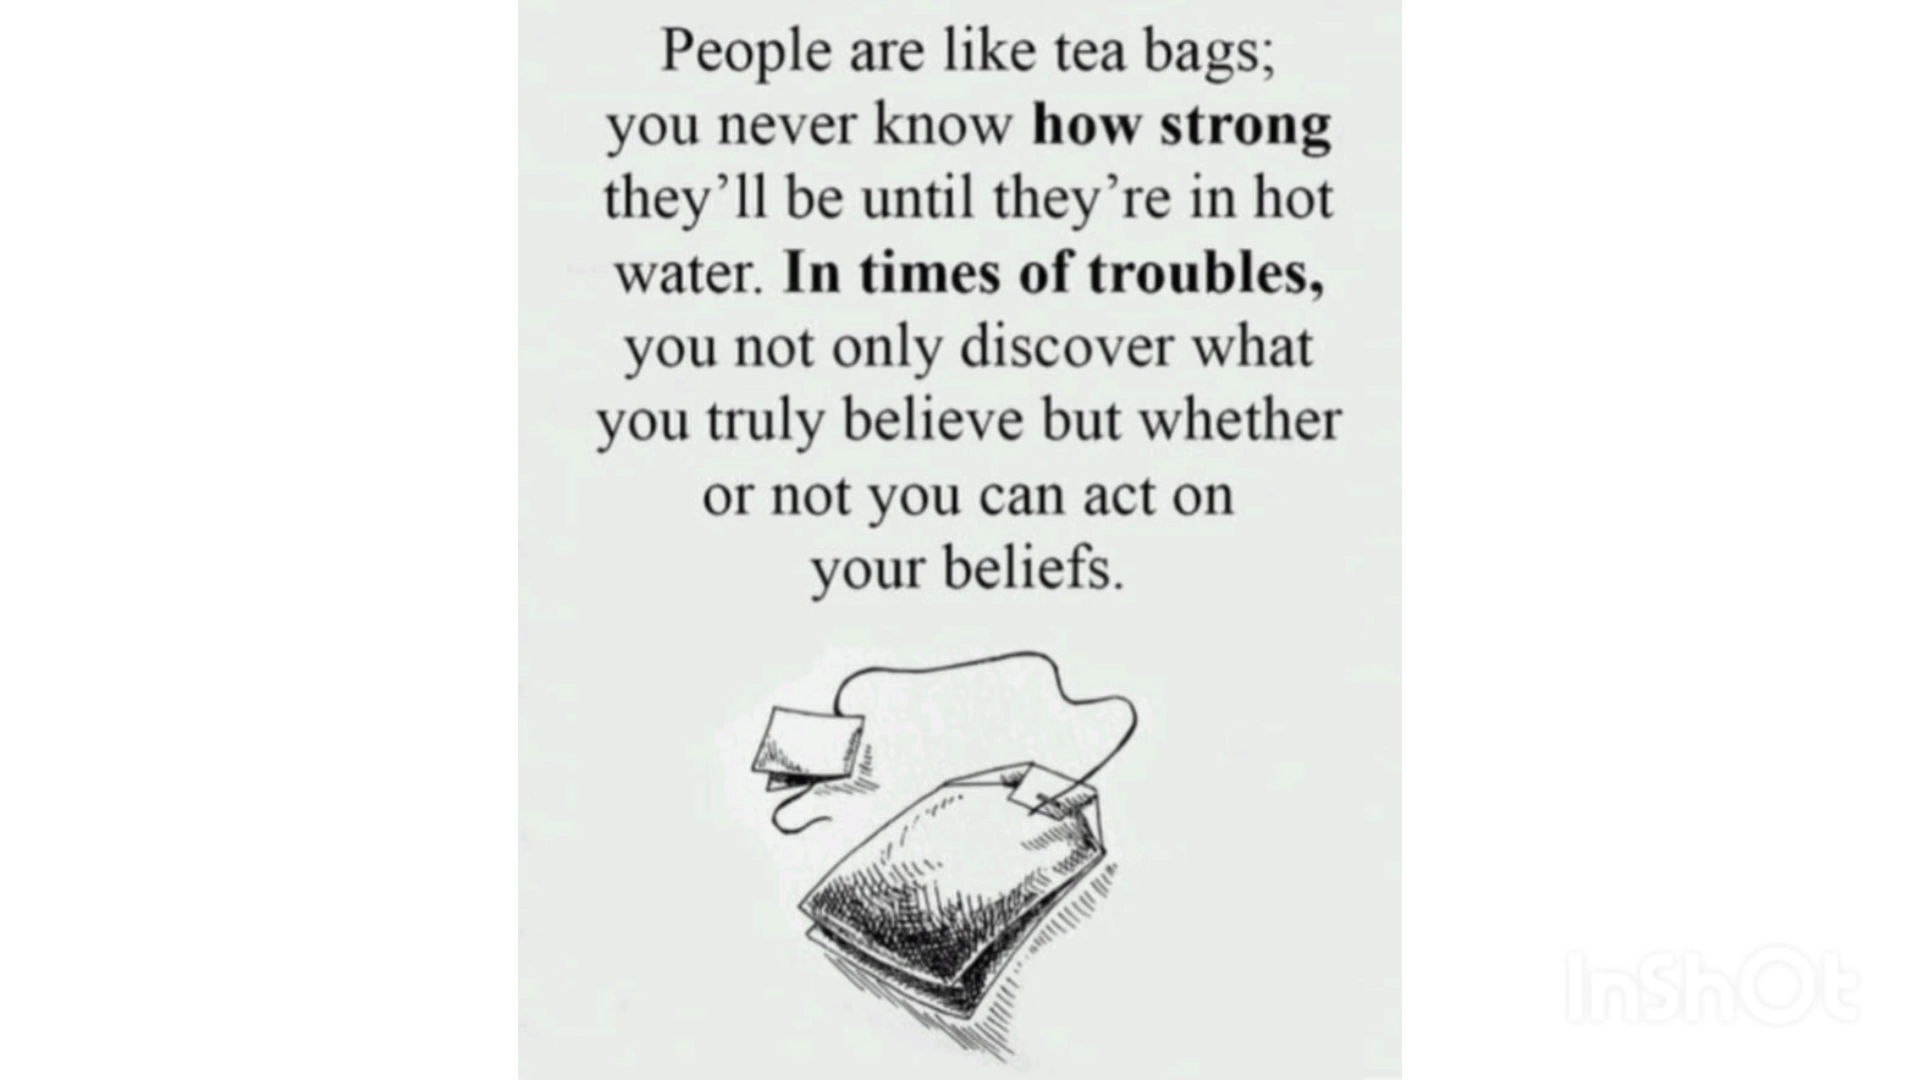 People are like tea bags;
you never know how strong
they’ll be until they’re in hot
water. In times of troubles,
you not only discover what
you truly believe but whether
or not you can act on
your beliefs.
InShOt